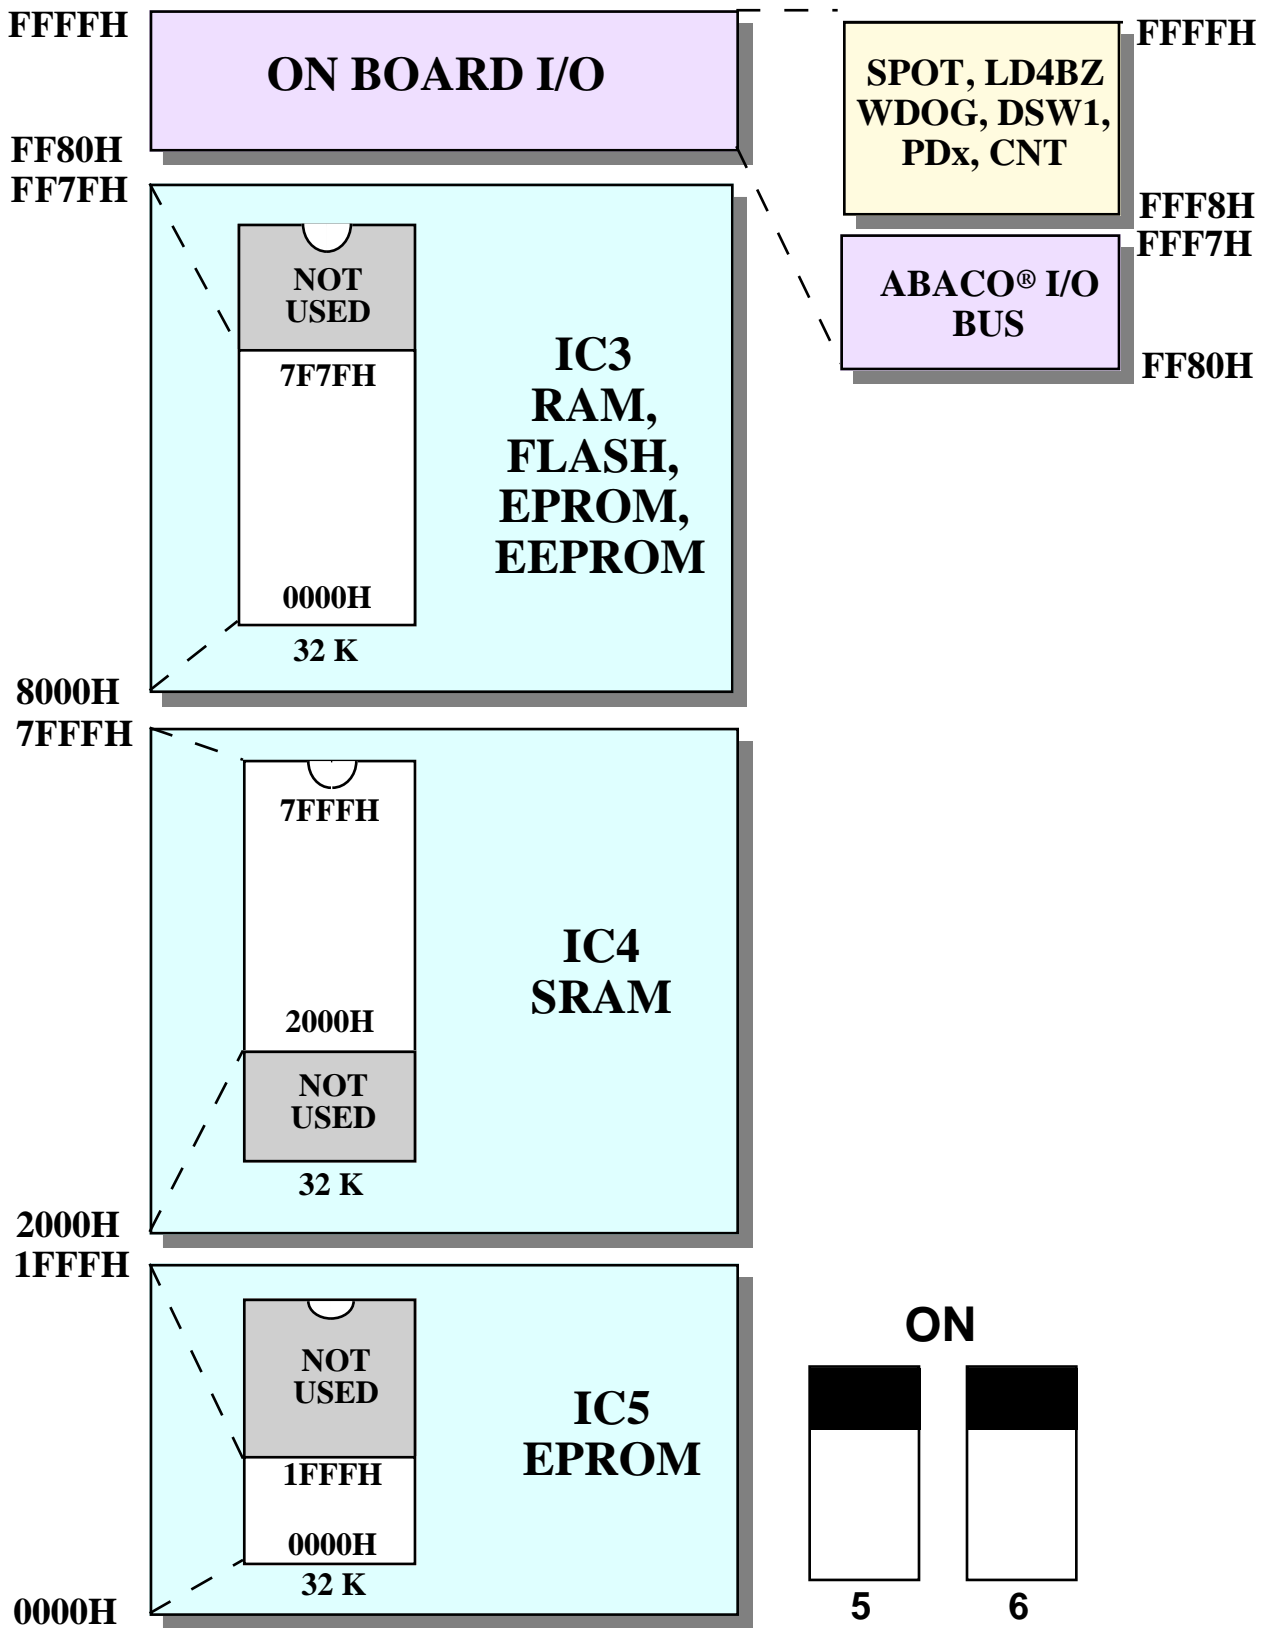 FFFFH
ON BOARD I/O
FF80H
SPOT, LD4BZ
WDOG, DSW1,
PDx, CNT
FFFFH
FFF8H
FFF7H
ABACO® I/O
BUS
FF80H
FF7FH
NOT
USED
7F7FH
0000H
32 K
IC3
RAM,
FLASH,
EPROM,
EEPROM
8000H
7FFFH
7FFFH
2000H
NOT
USED
32 K
IC4
SRAM
2000H
1FFFH
NOT
USED
1FFFH
0000H
32 K
IC5
EPROM
0000H
ON
5
6